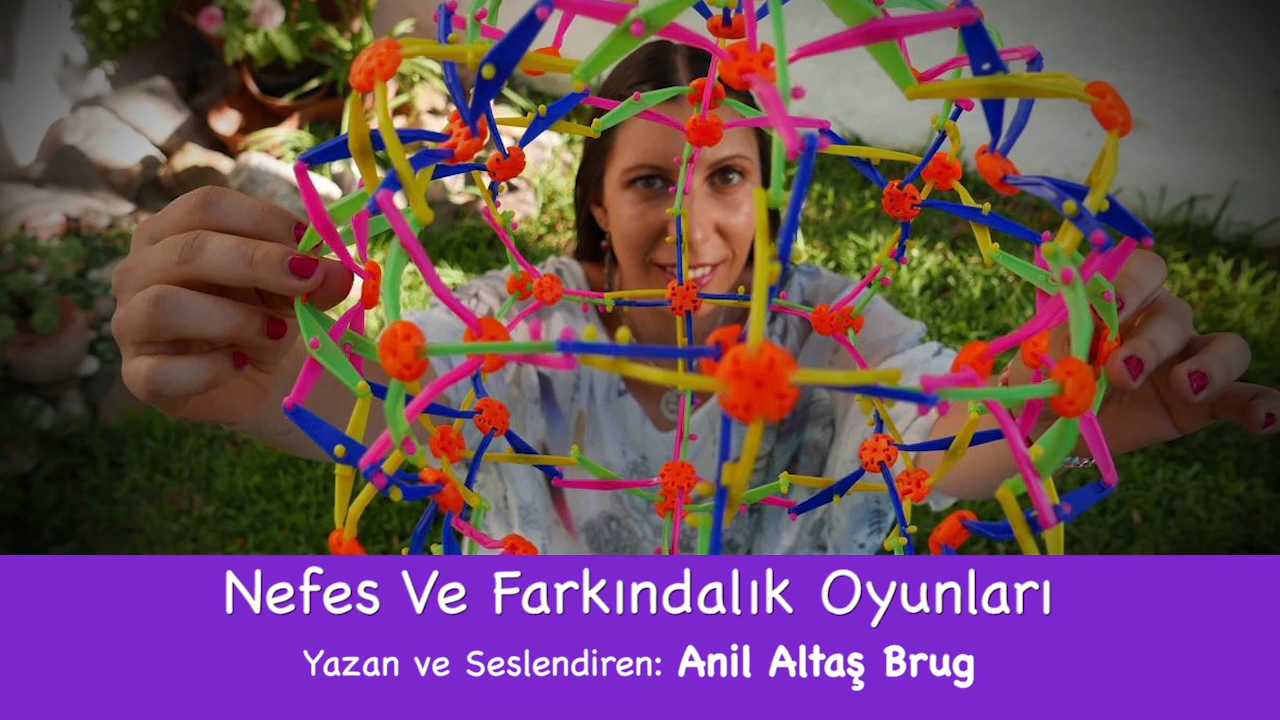 Nefes Ve Farkındalık Oyunları
Yazan ve Seslendiren: Anil Altaş Brug